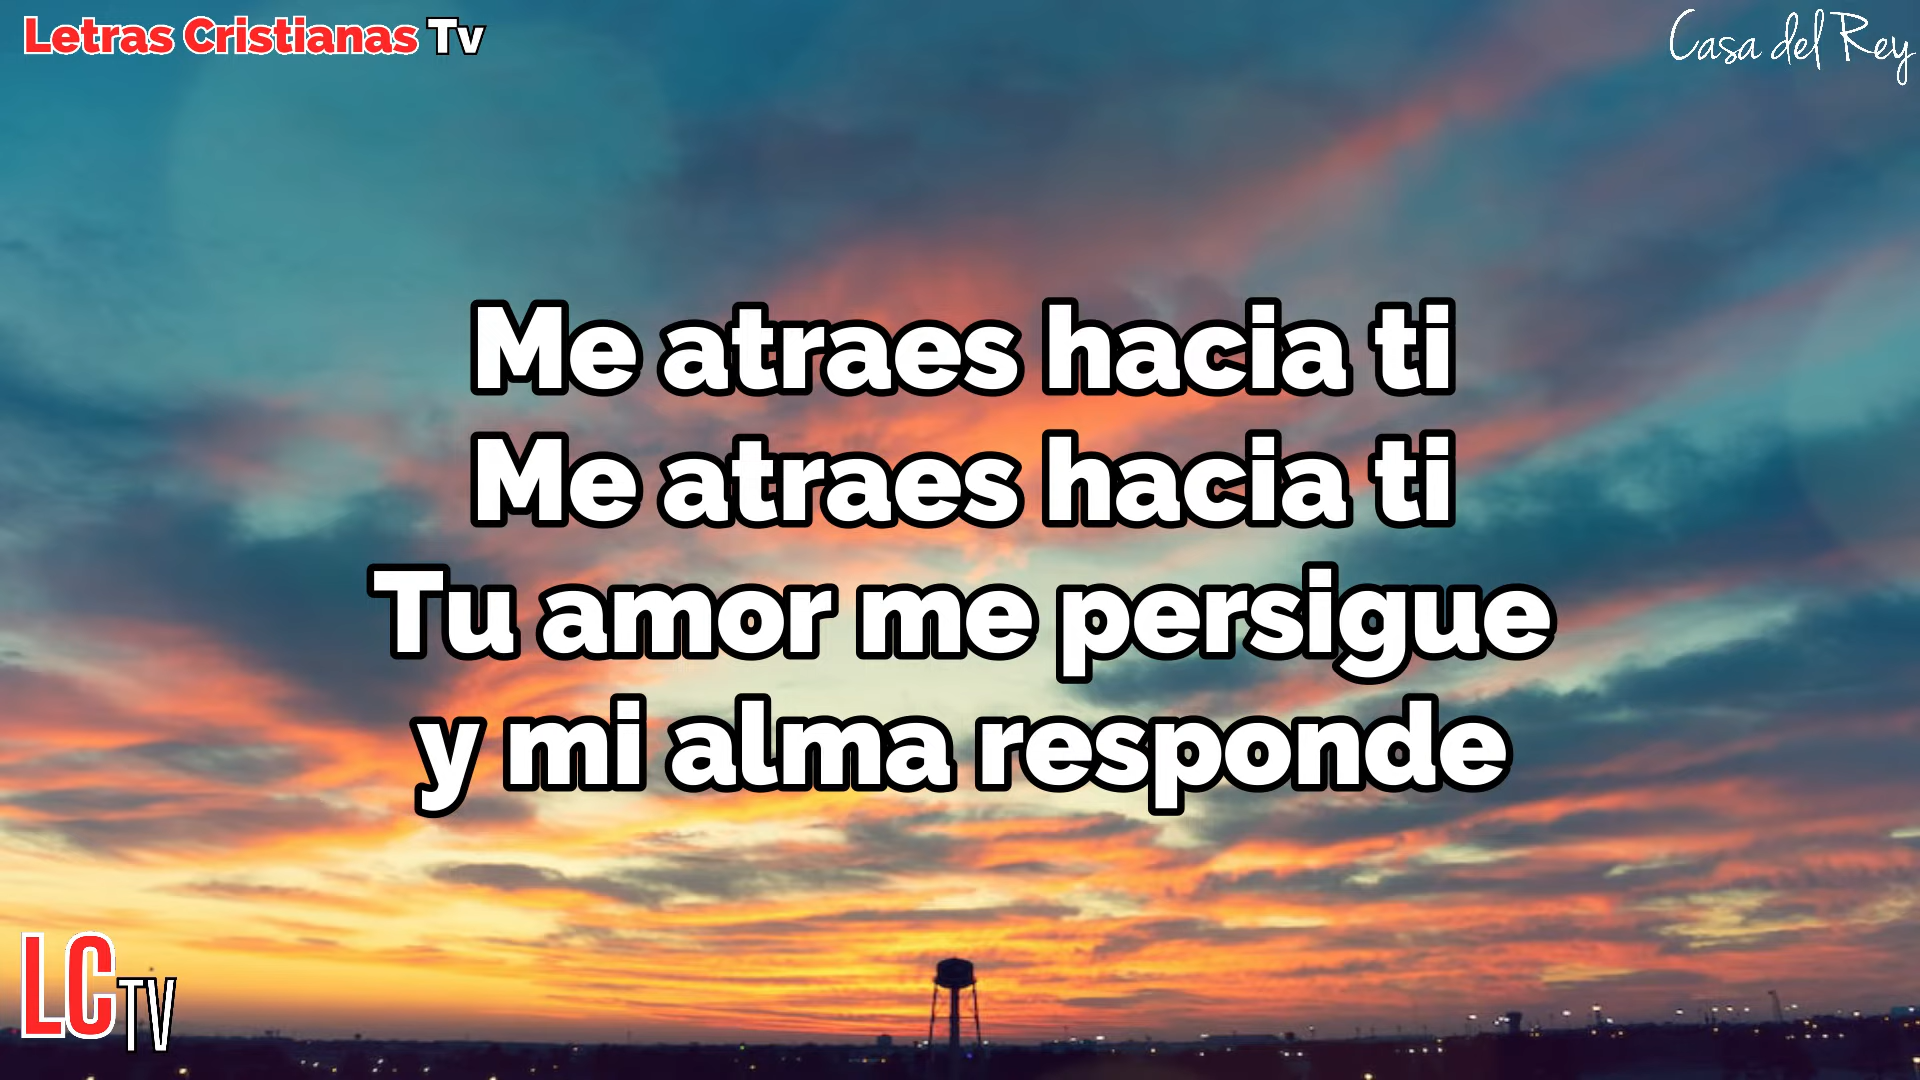 Letras Cristianas Tv
Casa del Rey
Me atraes hacia ti
Me atraes hacia ti
Tu amor me persigue
y mi alma responde
LC TV